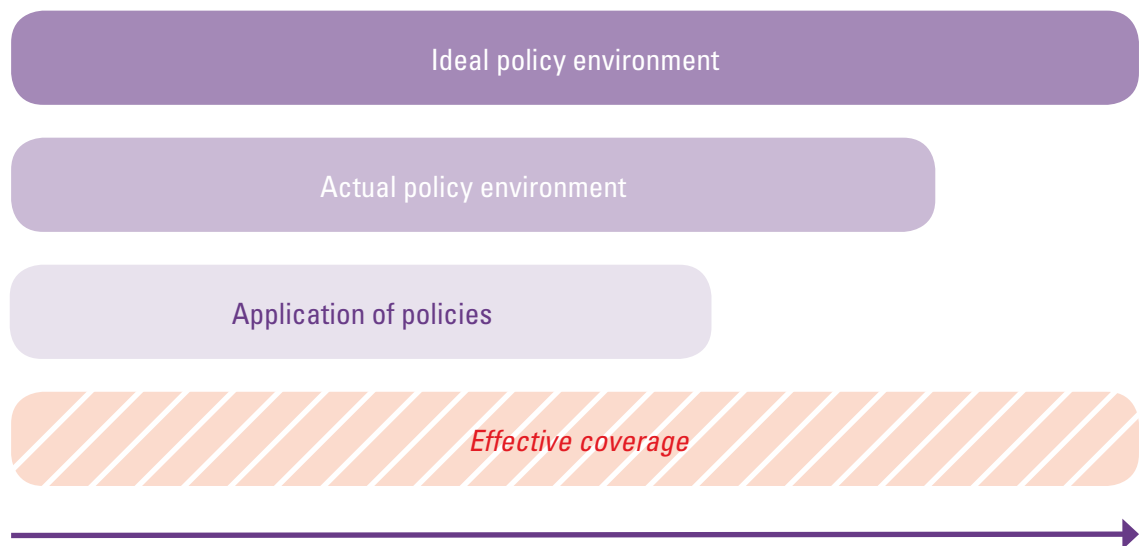 Ideal policy environment
Actual policy environment
Application of policies
Effective coverage